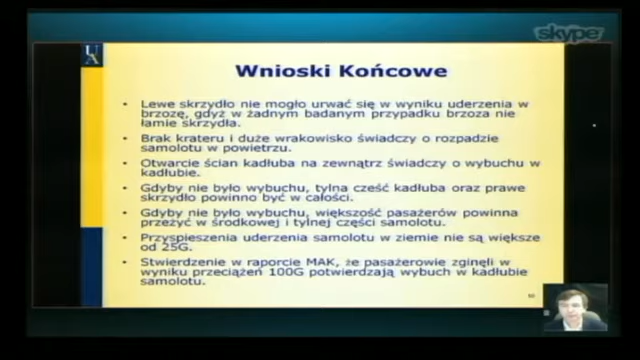 skype
UA
Wnioski Końcowe
• Lewe skrzydło nie mogło urwać się w wyniku uderzenia w
brzozę, gdyż w żadnym badanym przypadku brzoza nie
łamie skrzydła.
• Brak krateru i duże wrakowisko świadczy o rozpadzie
samolotu w powietrzu.
• Otwarcie ścian kadłuba na zewnątrz świadczy o wybuchu w
kadłubie.
• Gdyby nie było wybuchu, tylna cześć kadłuba oraz prawe
skrzydło powinno być w całości.
• Gdyby nie było wybuchu, większość pasażerów powinna
przeżyć w środkowej i tylnej części samolotu.
• Przyspieszenia uderzenia samolotu w ziemie nie są większe
od 25G.
• Stwierdzenie w raporcie MAK, że pasażerowie zginęli w
wyniku przeciążeń 100G potwierdzają wybuch w kadłubie
samolotu.